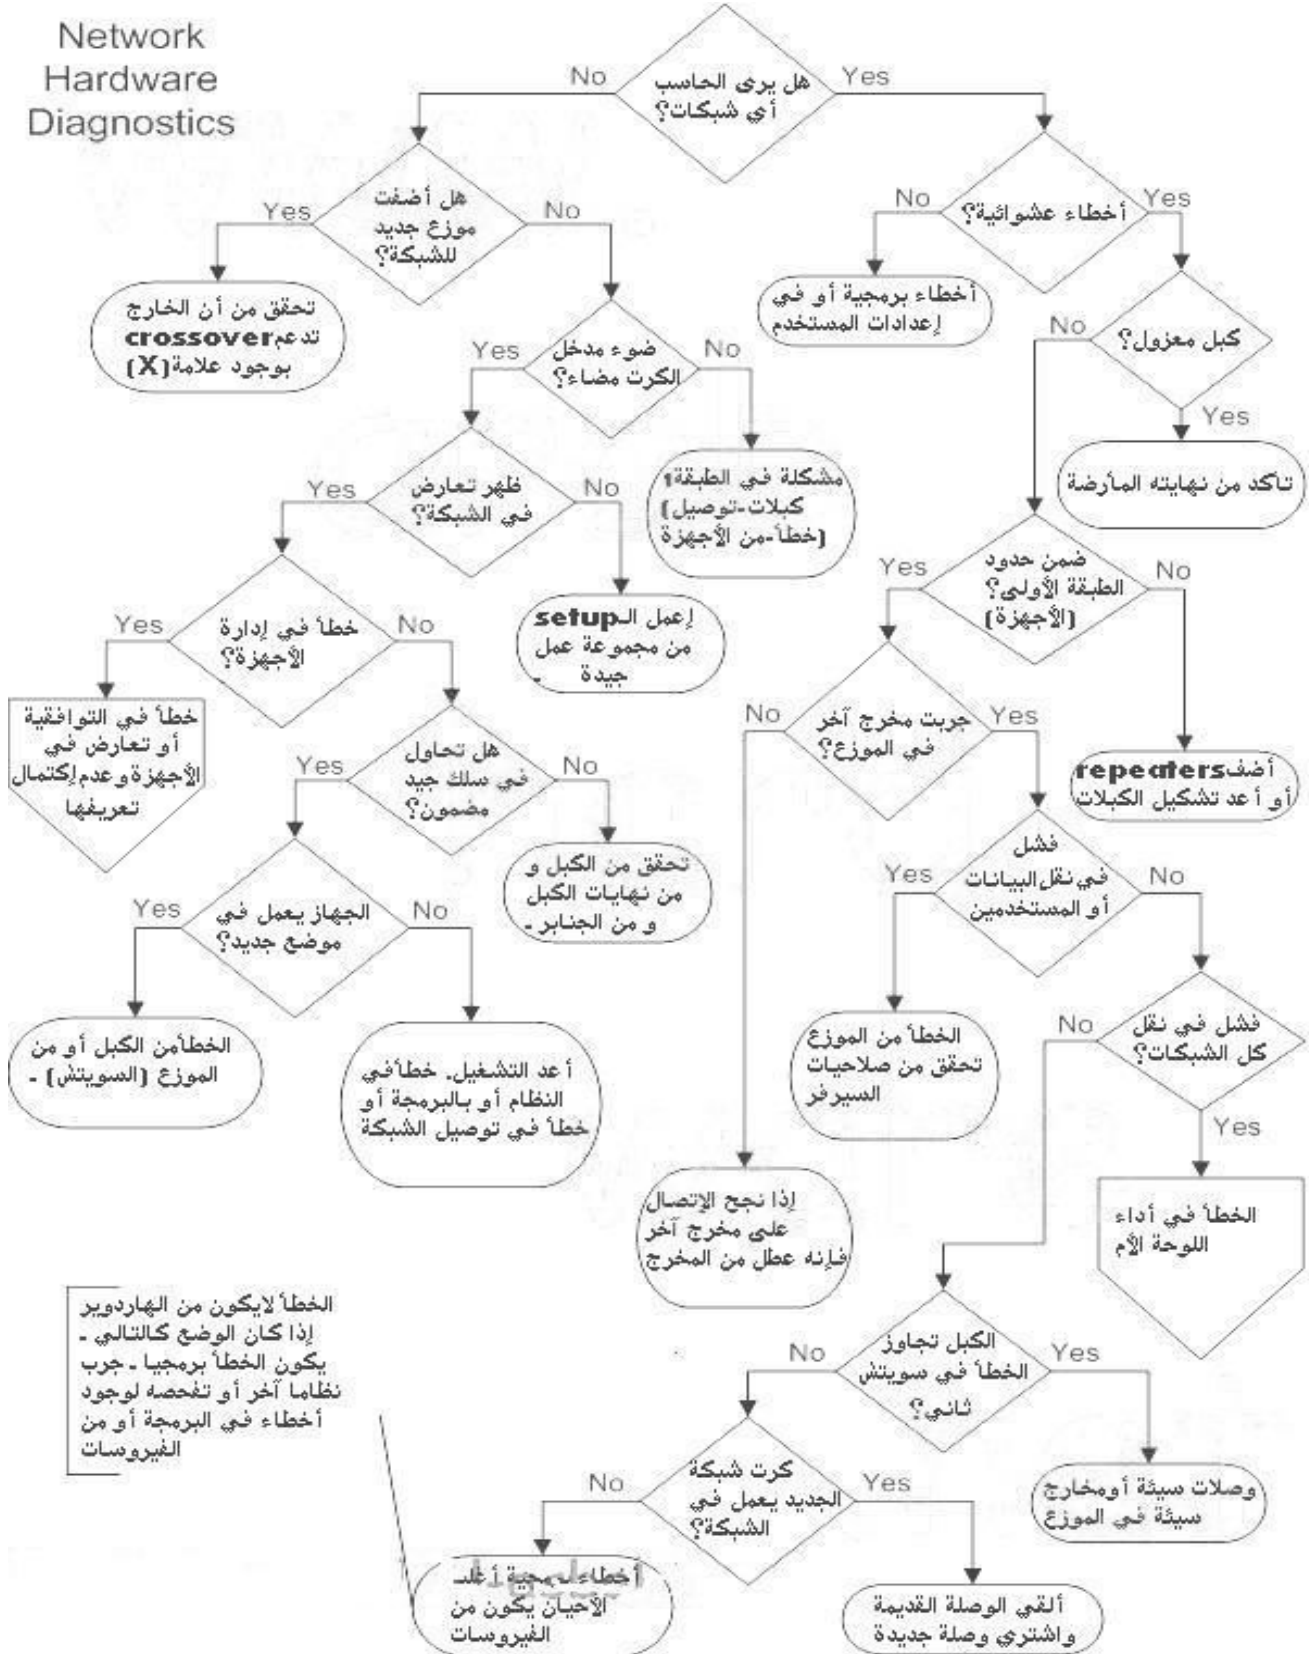 Network
Hardware
Diagnostics
هل يرى الحاسب
أي شبكات؟
No
Yes
هل أضفت
موزع جديد
للشبكة؟
Yes
No
أخطاء عشوائية؟
No
Yes
تحقق من أن الخارج
تدعمcrossover
بوجود علامة(X)
أخطاء برمجية أو في
إعدادات المستخدم
ضوء مدخل
الكرت مضاء؟
Yes
No
كبل معزول؟
No
Yes
تأكد من نهايته المأرضة
ظهر تعارض
في الشبكة؟
Yes
No
مشكلة في الطبقة1
(كبلات-توصيل
خطأ-من الأجهزة)
ضمن حدود
الطبقة الأولى؟
(الأجهزة)
Yes
No
خطأ في إدارة
الأجهزة؟
Yes
No
إعمل الـsetup
من مجموعة عمل
جيدة ـ
جربت مخرج آخر
في الموزع؟
No
Yes
أضفrepeaters
أو أعد تشكيل الكبلات
خطأ في التوافقية
أو تعارض في
الأجهزة وعدم إكتمال
تعريفها
هل تحاول
في سلك جيد
مضمون؟
Yes
No
تحقق من الكبل و
من نهايات الكبل
و من الجنابر ـ
فشل
في نقل البيانات
أو المستخدمين
Yes
No
الجهاز يعمل في
موضع جديد؟
Yes
No
الخطأمن الكبل أو من
الموزع (السويتش) ـ
أعد التشغيل. خطأفي
النظام أو بالبرمجة أو
خطأ في توصيل الشبكة
الخطأ من الموزع
تحقق من صلاحيات
السيرفر
فشل في نقل
كل الشبكات؟
No
Yes
إذا نجح الإتصال
على مخرج آخر
فإنه عطل من المخرج
الخطأ في أداء
اللوحة الأم
الكبل تجاوز
الخطأ في سويتش
ثاني؟
No
Yes
وصلات سيئة أومخارج
سيئة في الموزع
كرت شبكة
الجديد يعمل في
الشبكة؟
No
Yes
ألقي الوصلة القديمة
واشتري وصلة جديدة
الأحيان يكون من
الفيروسات
الخطأ لايكون من الهاردوير
إذا كان الوضع كالتالي ـ
يكون الخطأ برمجيا ـ جرب
نظاما آخر أو تفحصه لوجود
أخطاء في البرمجة أو من
الفيروسات